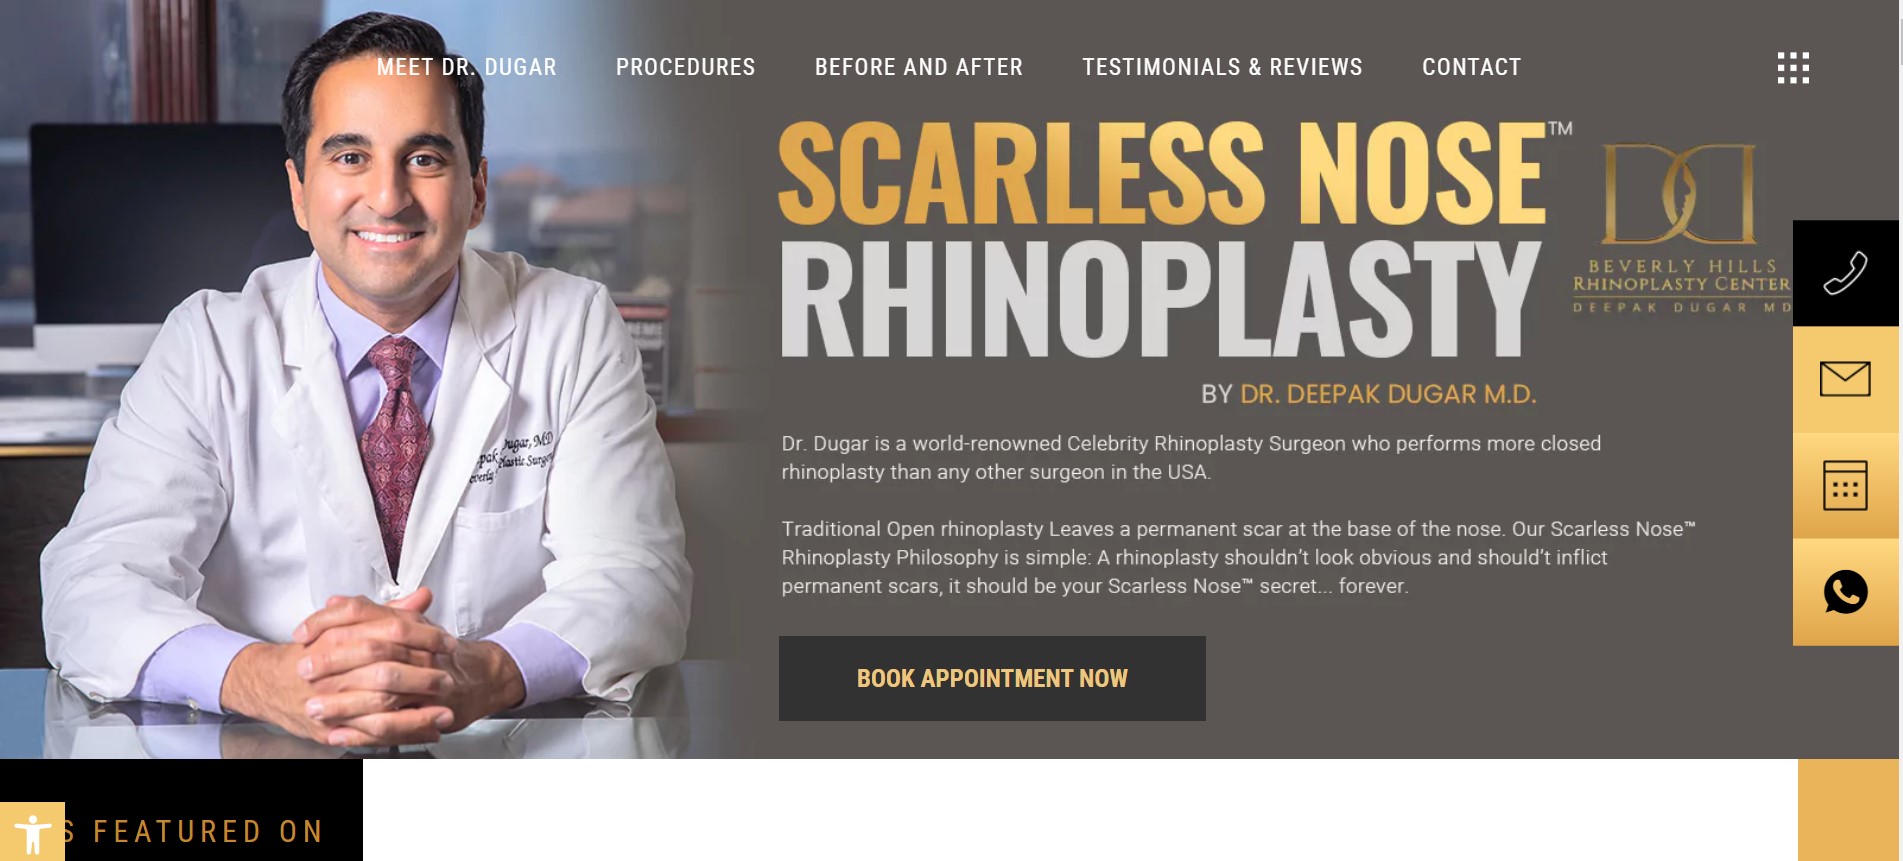 MEET DR. DUGAR
PROCEDURES
BEFORE AND AFTER
TESTIMONIALS & REVIEWS
CONTACT
SCARLESS NOSE™
RHINOPLASTY
BY DR. DEEPAK DUGAR M.D.
BEVERLY HILLS
RHINOPLASTY CENTER
DEEPAK DUGAR MD
Dr. Dugar is a world-renowned Celebrity Rhinoplasty Surgeon who performs more closed
rhinoplasty than any other surgeon in the USA.
Traditional Open rhinoplasty Leaves a permanent scar at the base of the nose. Our Scarless Nose™
Rhinoplasty Philosophy is simple: A rhinoplasty shouldn’t look obvious and should’t inflict
permanent scars, it should be your Scarless Nose™ secret... forever.
Dugar, MD
Plastic
BOOK APPOINTMENT NOW
S FEATURED ON